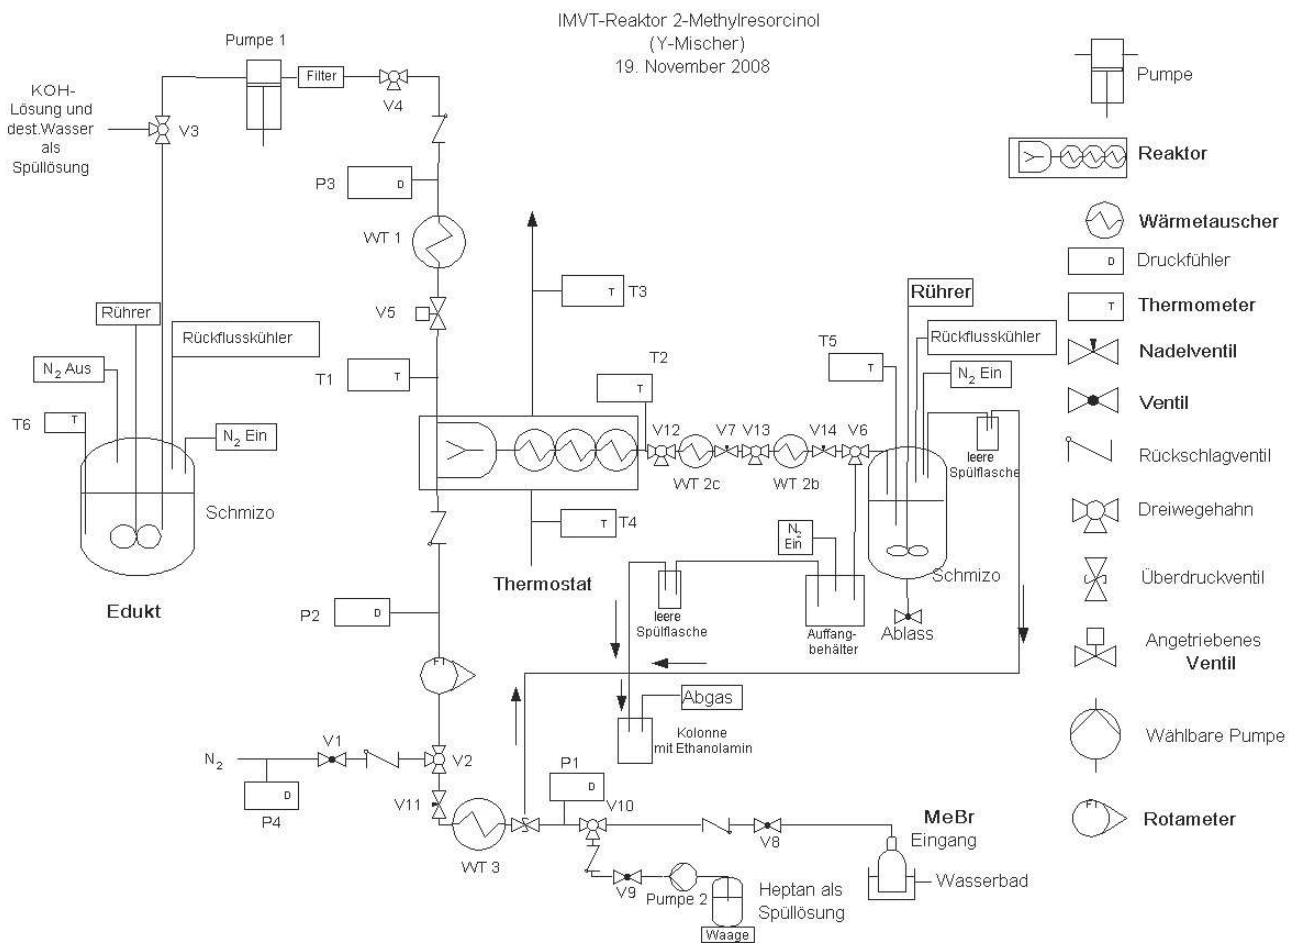 IMVT-Reaktor 2-Methylresorcinol
(Y-Mischer)
19. November 2008
Pumpe 1
Filter
V4
KOH-
Lösung und
dest.Wasser
als
Spüllösung
V3
P3
D
WT 1
V5
T1
T
T3
T
T2
T
Rührer
Rückflusskühler
N2 Aus
T6
T
N2 Ein
Schmizo
Edukt
V12
V7
V13
V14
V6
WT 2c
WT 2b
T5
T
Rührer
Rückflusskühler
N2 Ein
leere
Spülflasche
Schmizo
Ablass
T4
T
Thermostat
N2
Ein
Auffang-
behälter
leere
Spülflasche
P2
D
FI
Abgas
Kolonne
mit Ethanolamin
N2
V1
V2
P4
D
V11
WT 3
P1
D
V10
V8
MeBr
Eingang
Wasserbad
V9
Pumpe 2
Heptan als
Spüllösung
Waage
Pumpe
Reaktor
Wärmetauscher
D
Druckfühler
T
Thermometer
Nadelventil
Ventil
Rückschlagventil
Dreiwegehahn
Überdruckventil
Angetriebenes
Ventil
Wählbare Pumpe
FI
Rotameter